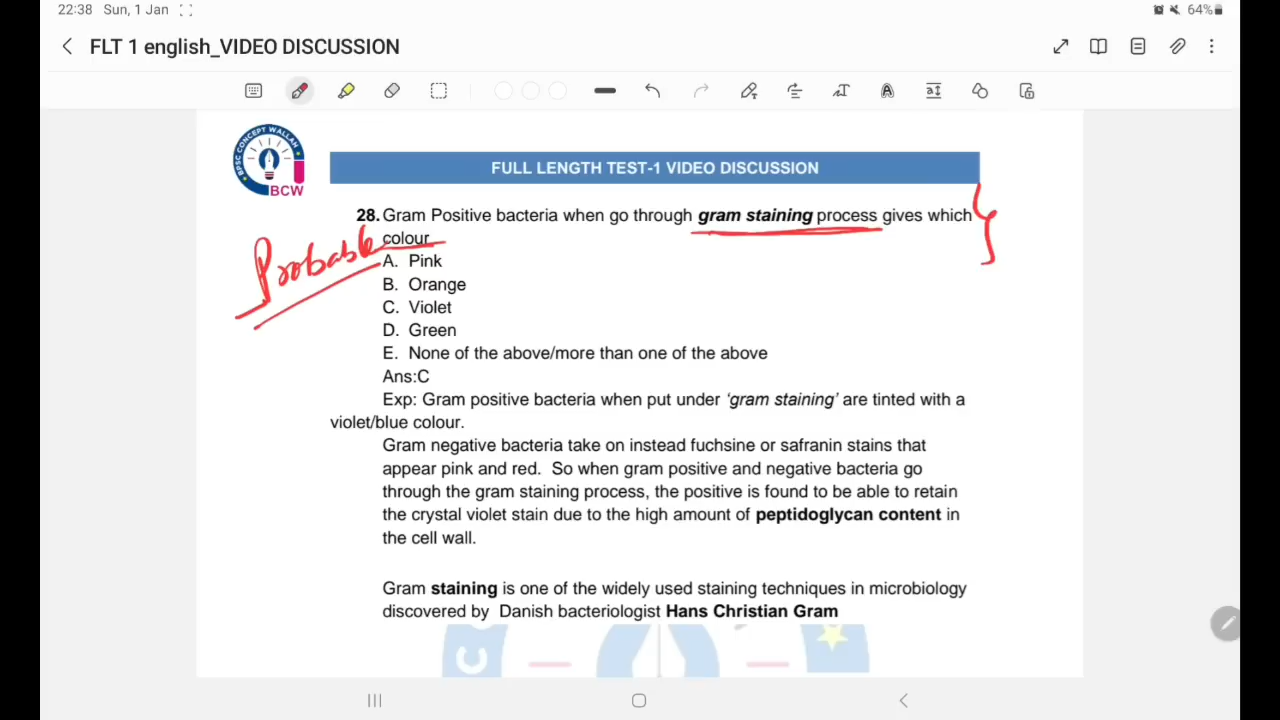 22:38 Sun, 1 Jan 64%
FLT 1 english_VIDEO DISCUSSION
BPSC CONCEPT WALLAH
BCW
FULL LENGTH TEST-1 VIDEO DISCUSSION
28. Gram Positive bacteria when go through gram staining process gives which
colour
Probable
A. Pink
B. Orange
C. Violet
D. Green
E. None of the above/more than one of the above
Ans:C
Exp: Gram positive bacteria when put under ‘gram staining’ are tinted with a
violet/blue colour.
Gram negative bacteria take on instead fuchsine or safranin stains that
appear pink and red. So when gram positive and negative bacteria go
through the gram staining process, the positive is found to be able to retain
the crystal violet stain due to the high amount of peptidoglycan content in
the cell wall.
Gram staining is one of the widely used staining techniques in microbiology
discovered by Danish bacteriologist Hans Christian Gram